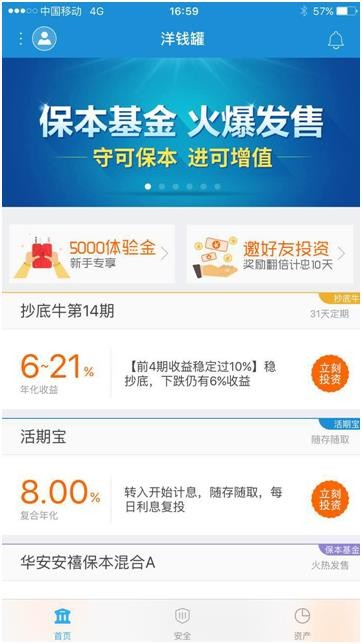 中国移动 4G 16:59 57%
洋钱罐
保本基金 火爆发售
守可保本 进可增值
5000体验金
新手专享
邀好友投资
奖励翻倍计息10天
抄底牛
抄底牛第14期
31天定期
6~21%
年化收益
【前4期收益稳定过10%】稳
抄底，下跌仍有6%收益
立刻
投资
活期宝
活期宝
随存随取
8.00%
复合年化
转入开始计息，随存随取，每
日利息复投
立刻
投资
保本基金
华安安禧保本混合A
火热发售
首页
安全
资产